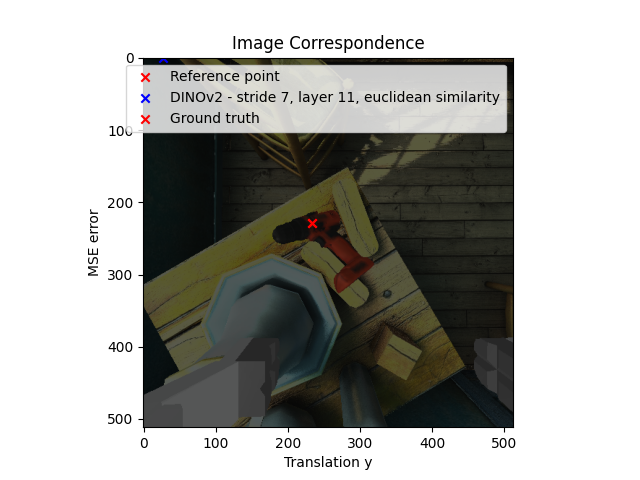 Image Correspondence
Reference point
DINOv2 - stride 7, layer 11, euclidean similarity
Ground truth
MSE error
0
100
200
300
400
500
0
100
200
300
400
500
Translation y